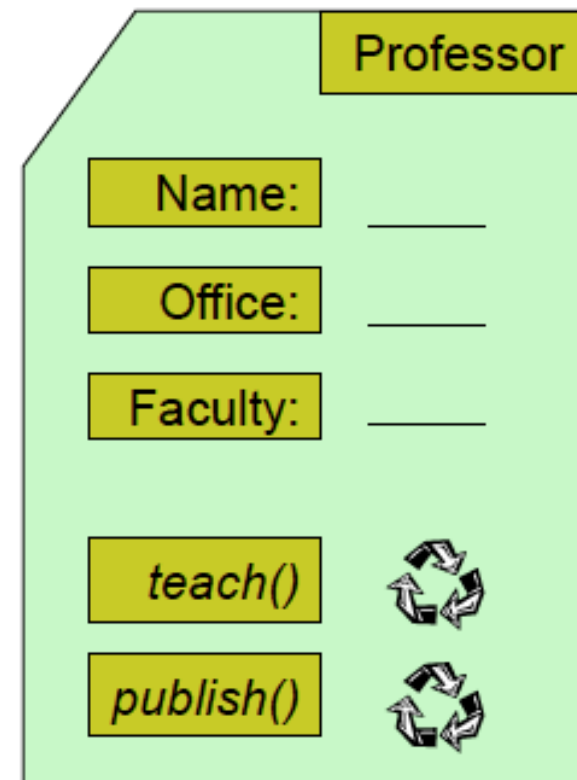 Professor
Name:
Office:
Faculty:
teach()
publish()